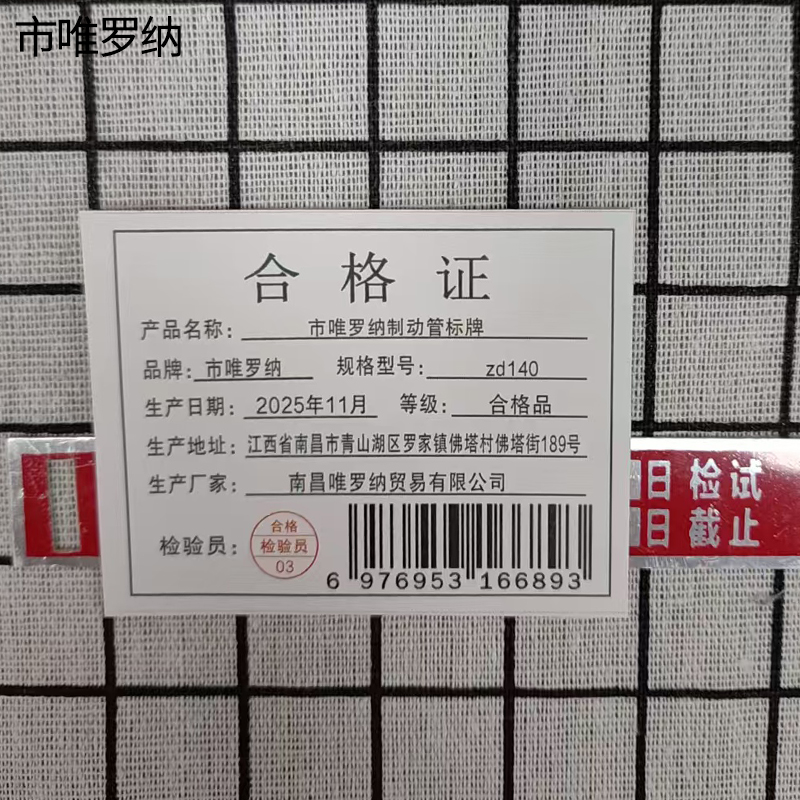 市唯罗纳
合格证
产品名称：市唯罗纳制动管标牌
品牌：市唯罗纳 规格型号：zd140
生产日期：2025年11月 等级：合格品
生产地址：江西省南昌市青山湖区罗家镇佛塔村佛塔街189号
生产厂家：南昌唯罗纳贸易有限公司
检验员：
合格
检验员
03
6 976953 166893
日 检试
日 截止